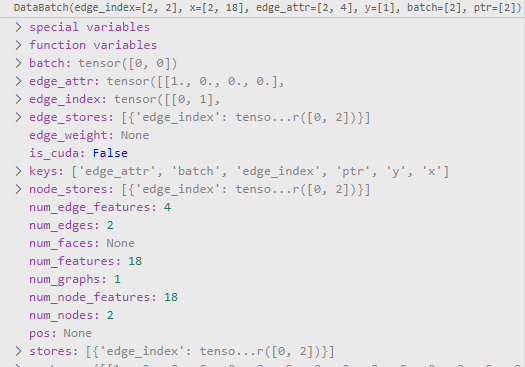 DataBatch(edge_index=[2, 2], x=[2, 18], edge_attr=[2, 4], y=[1], batch=[2], ptr=[2])
> special variables
> function variables
> batch: tensor([0, 0])
> edge_attr: tensor([[1., 0., 0., 0.],
> edge_index: tensor([[0, 1],
> edge_stores: [{'edge_index': tenso...r([0, 2])}]
edge_weight: None
is_cuda: False
> keys: ['edge_attr', 'batch', 'edge_index', 'ptr', 'y', 'x']
> node_stores: [{'edge_index': tenso...r([0, 2])}]
num_edge_features: 4
num_edges: 2
num_faces: None
num_features: 18
num_graphs: 1
num_node_features: 18
num_nodes: 2
pos: None
> stores: [{'edge_index': tenso...r([0, 2])}]